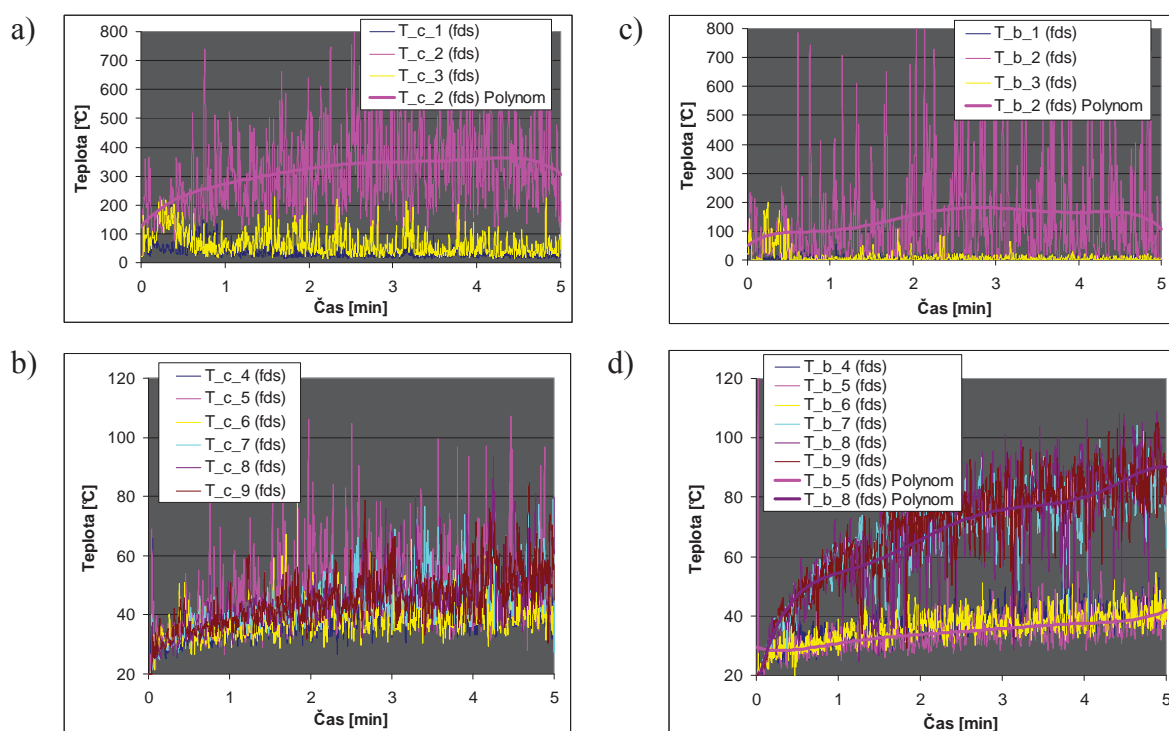 a)
800
700
600
500
400
300
200
100
0
Teplota [°C]
T_c_1 (fds)
T_c_2 (fds)
T_c_3 (fds)
T_c_2 (fds) Polynom
0 1 2 3 4 5
Čas [min]
c)
800
700
600
500
400
300
200
100
0
Teplota [°C]
T_b_1 (fds)
T_b_2 (fds)
T_b_3 (fds)
T_b_2 (fds) Polynom
0 1 2 3 4 5
Čas [min]
b)
120
100
80
60
40
20
Teplota [°C]
T_c_4 (fds)
T_c_5 (fds)
T_c_6 (fds)
T_c_7 (fds)
T_c_8 (fds)
T_c_9 (fds)
0 1 2 3 4 5
Čas [min]
d)
120
100
80
60
40
20
Teplota [°C]
T_b_4 (fds)
T_b_5 (fds)
T_b_6 (fds)
T_b_7 (fds)
T_b_8 (fds)
T_b_9 (fds)
T_b_5 (fds) Polynom
T_b_8 (fds) Polynom
0 1 2 3 4 5
Čas [min]